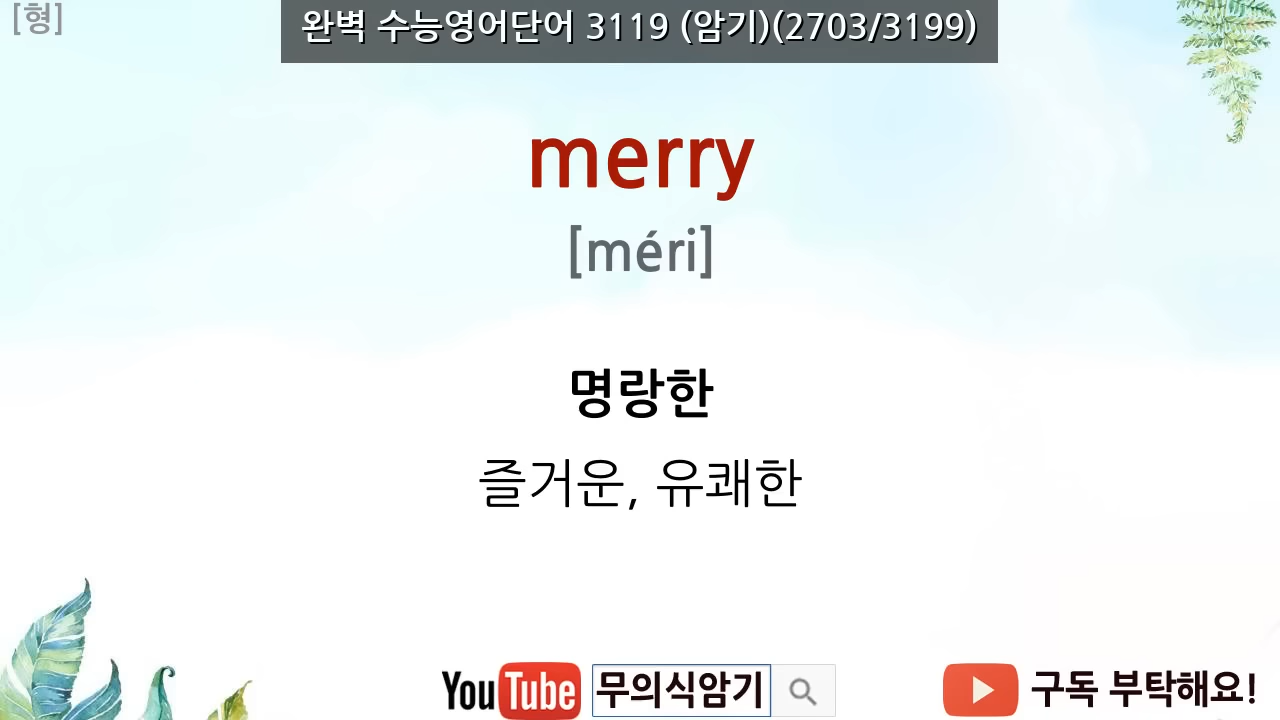 [형]
완벽 수능영어단어 3119 (암기)(2703/3199)
merry
[méri]
명랑한
즐거운, 유쾌한
YouTube 무의식암기
구독 부탁해요!